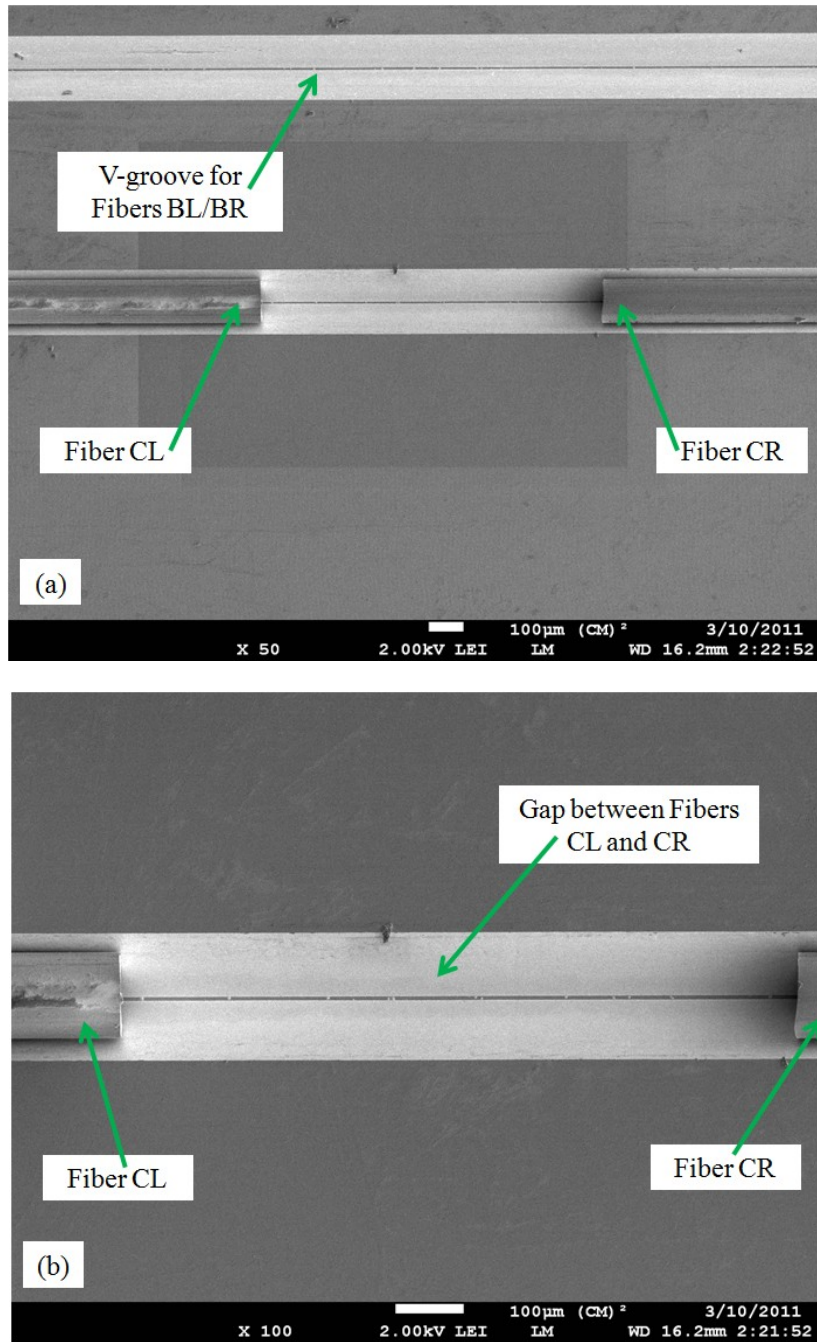 V-groove for
Fibers BL/BR
Fiber CL
Fiber CR
(a)
100µm (CM)² 3/10/2011
X 50 2.00kV LEI LM WD 16.2mm 2:22:52
Gap between Fibers
CL and CR
Fiber CL
Fiber CR
(b)
100µm (CM)² 3/10/2011
X 100 2.00kV LEI LM WD 16.2mm 2:21:52